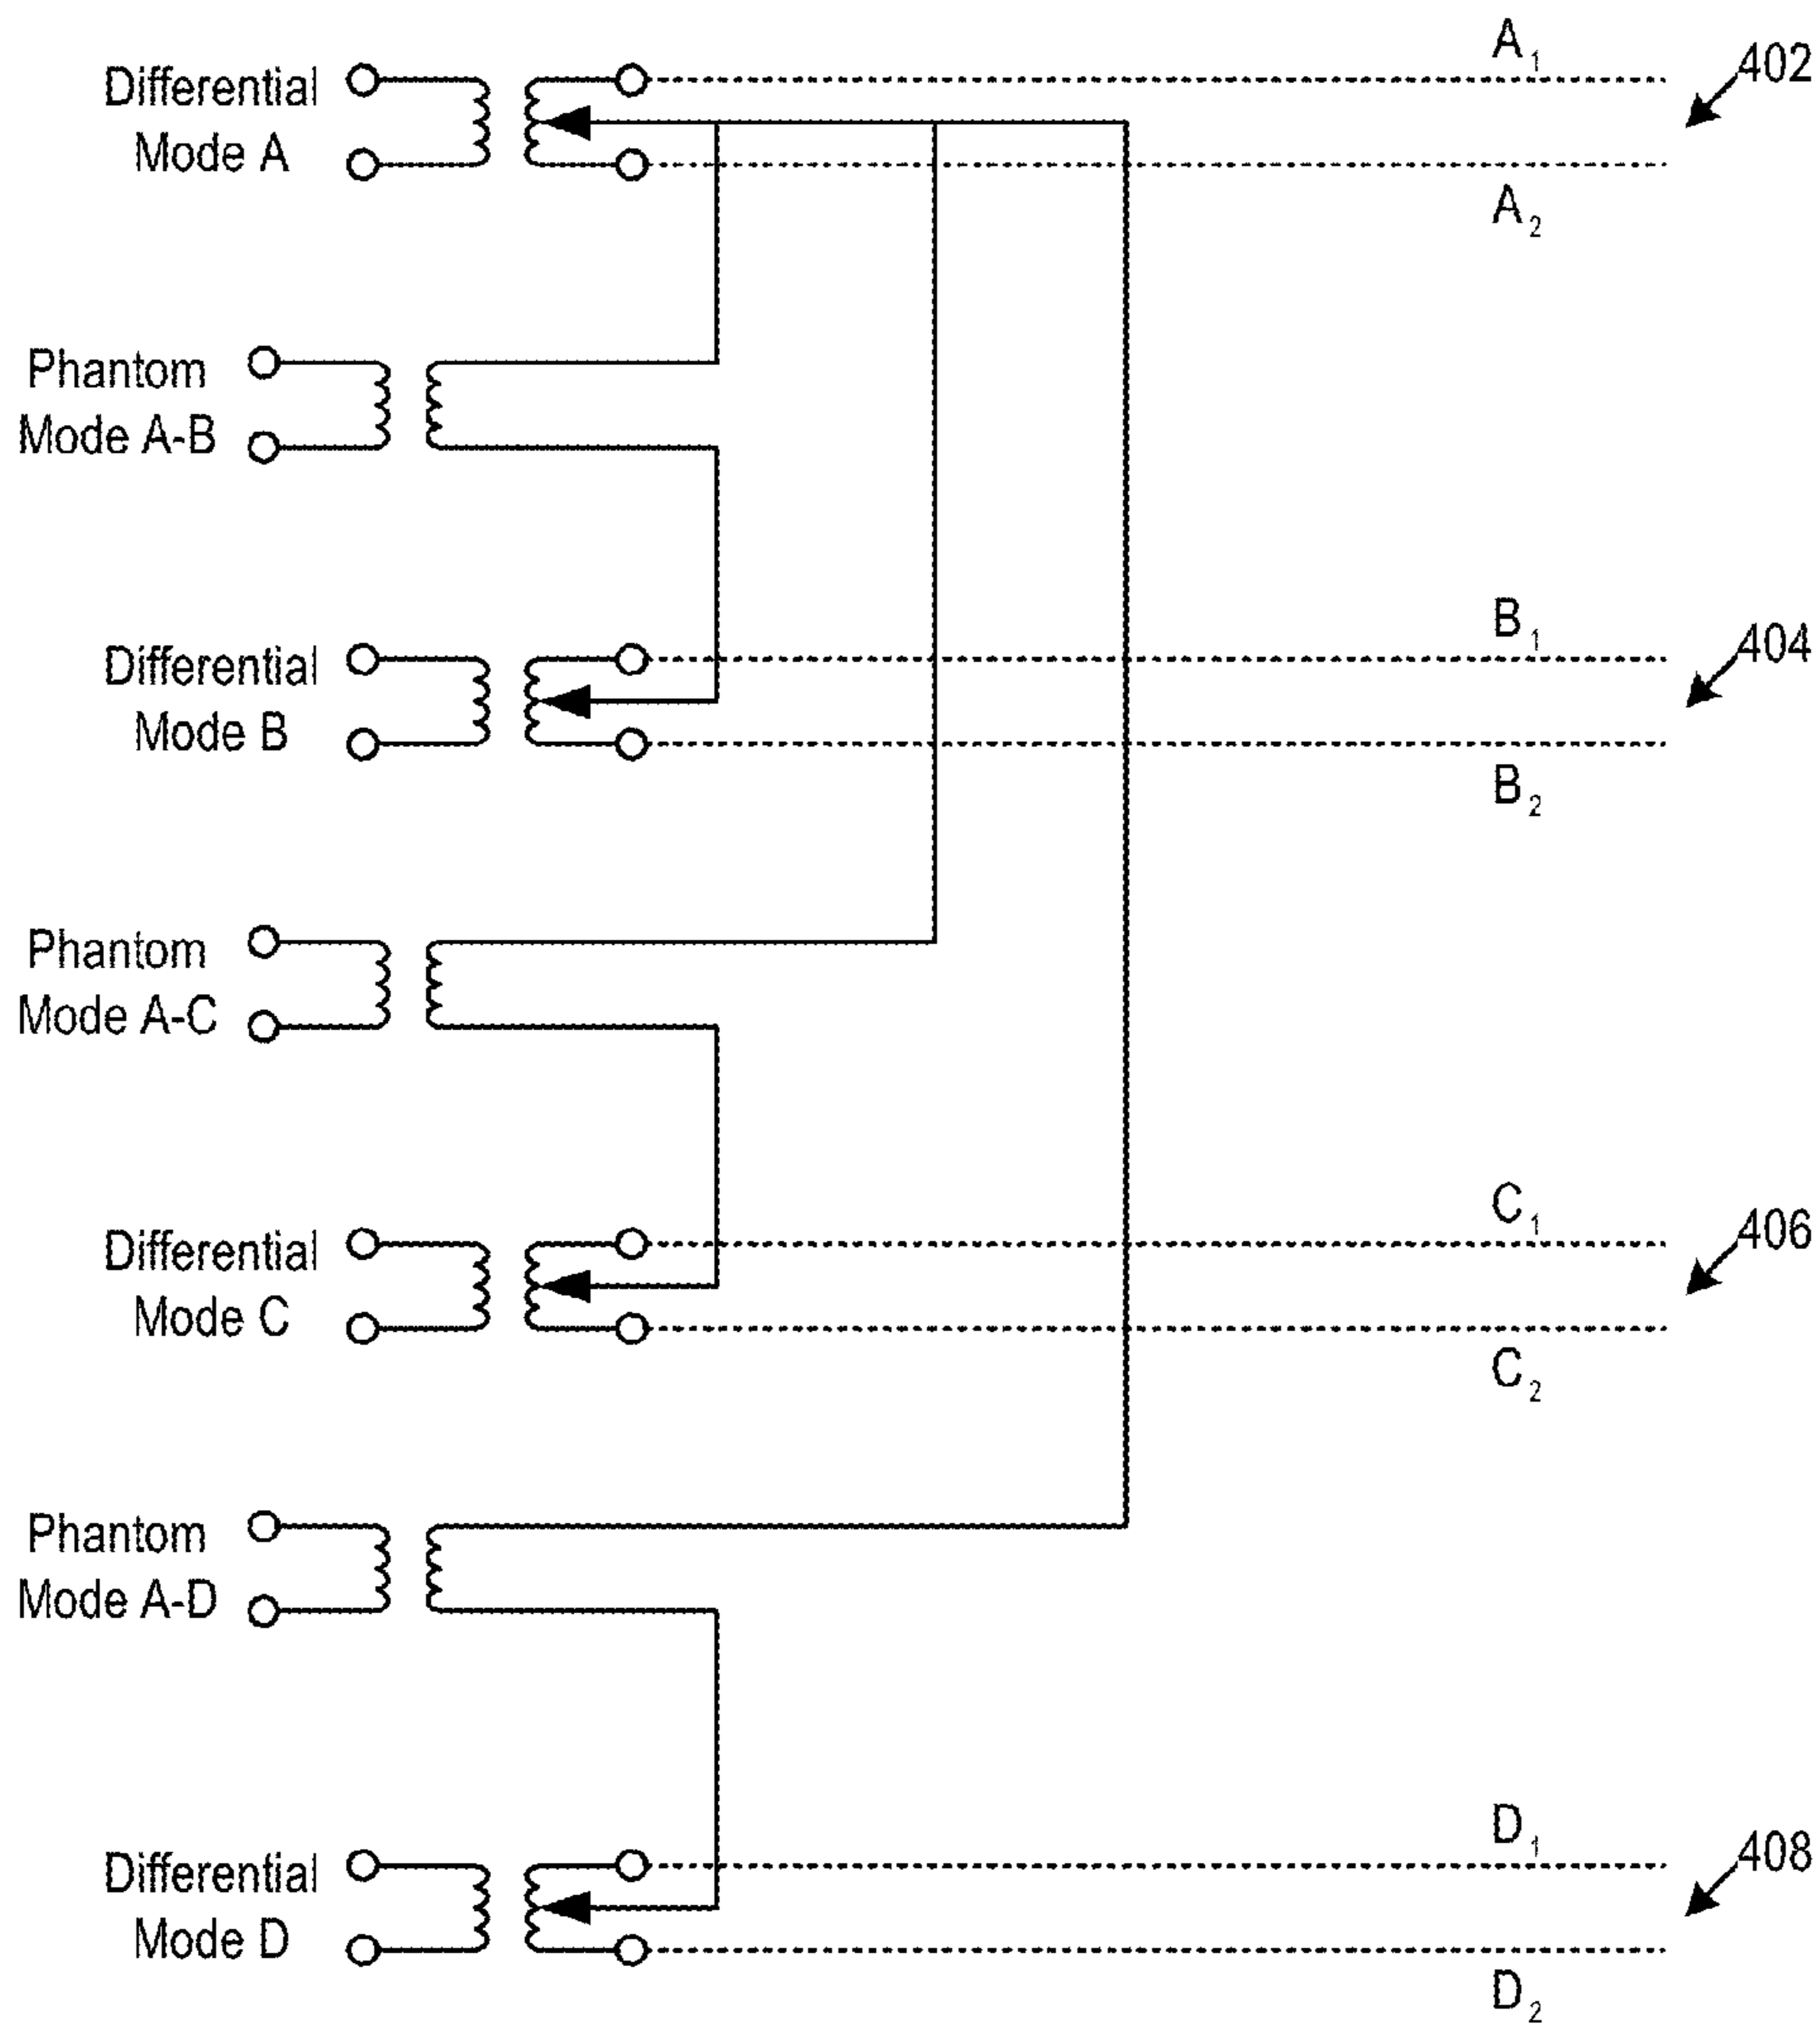 A1
402
Differential
Mode A
A2
Phantom
Mode A-B
B1
404
Differential
Mode B
B2
Phantom
Mode A-C
C1
406
Differential
Mode C
C2
Phantom
Mode A-D
D1
408
Differential
Mode D
D2